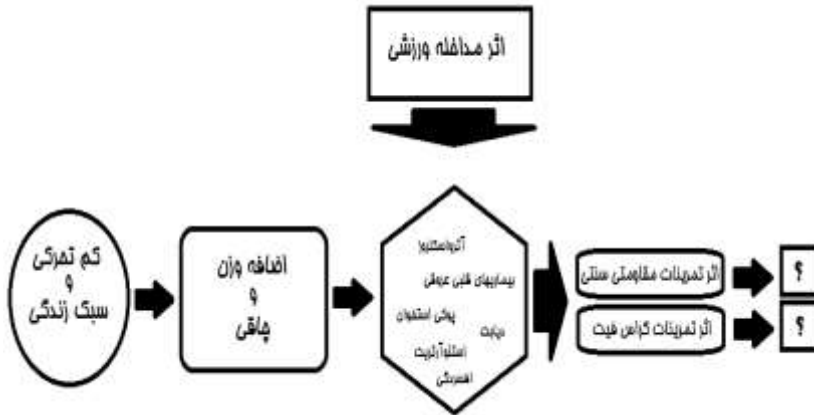 اثر مداخله ورزشی
کم تحرکی
و
سبک زندگی
اضافه وزن
و
چاقی
آترواسکلروز
بیماریهای قلبی عروقی
پوکی استخوان
دیابت
استئوآرتریت
افسردگی
اثر تمرینات مقاومتی سنتی
؟
اثر تمرینات کراس فیت
؟